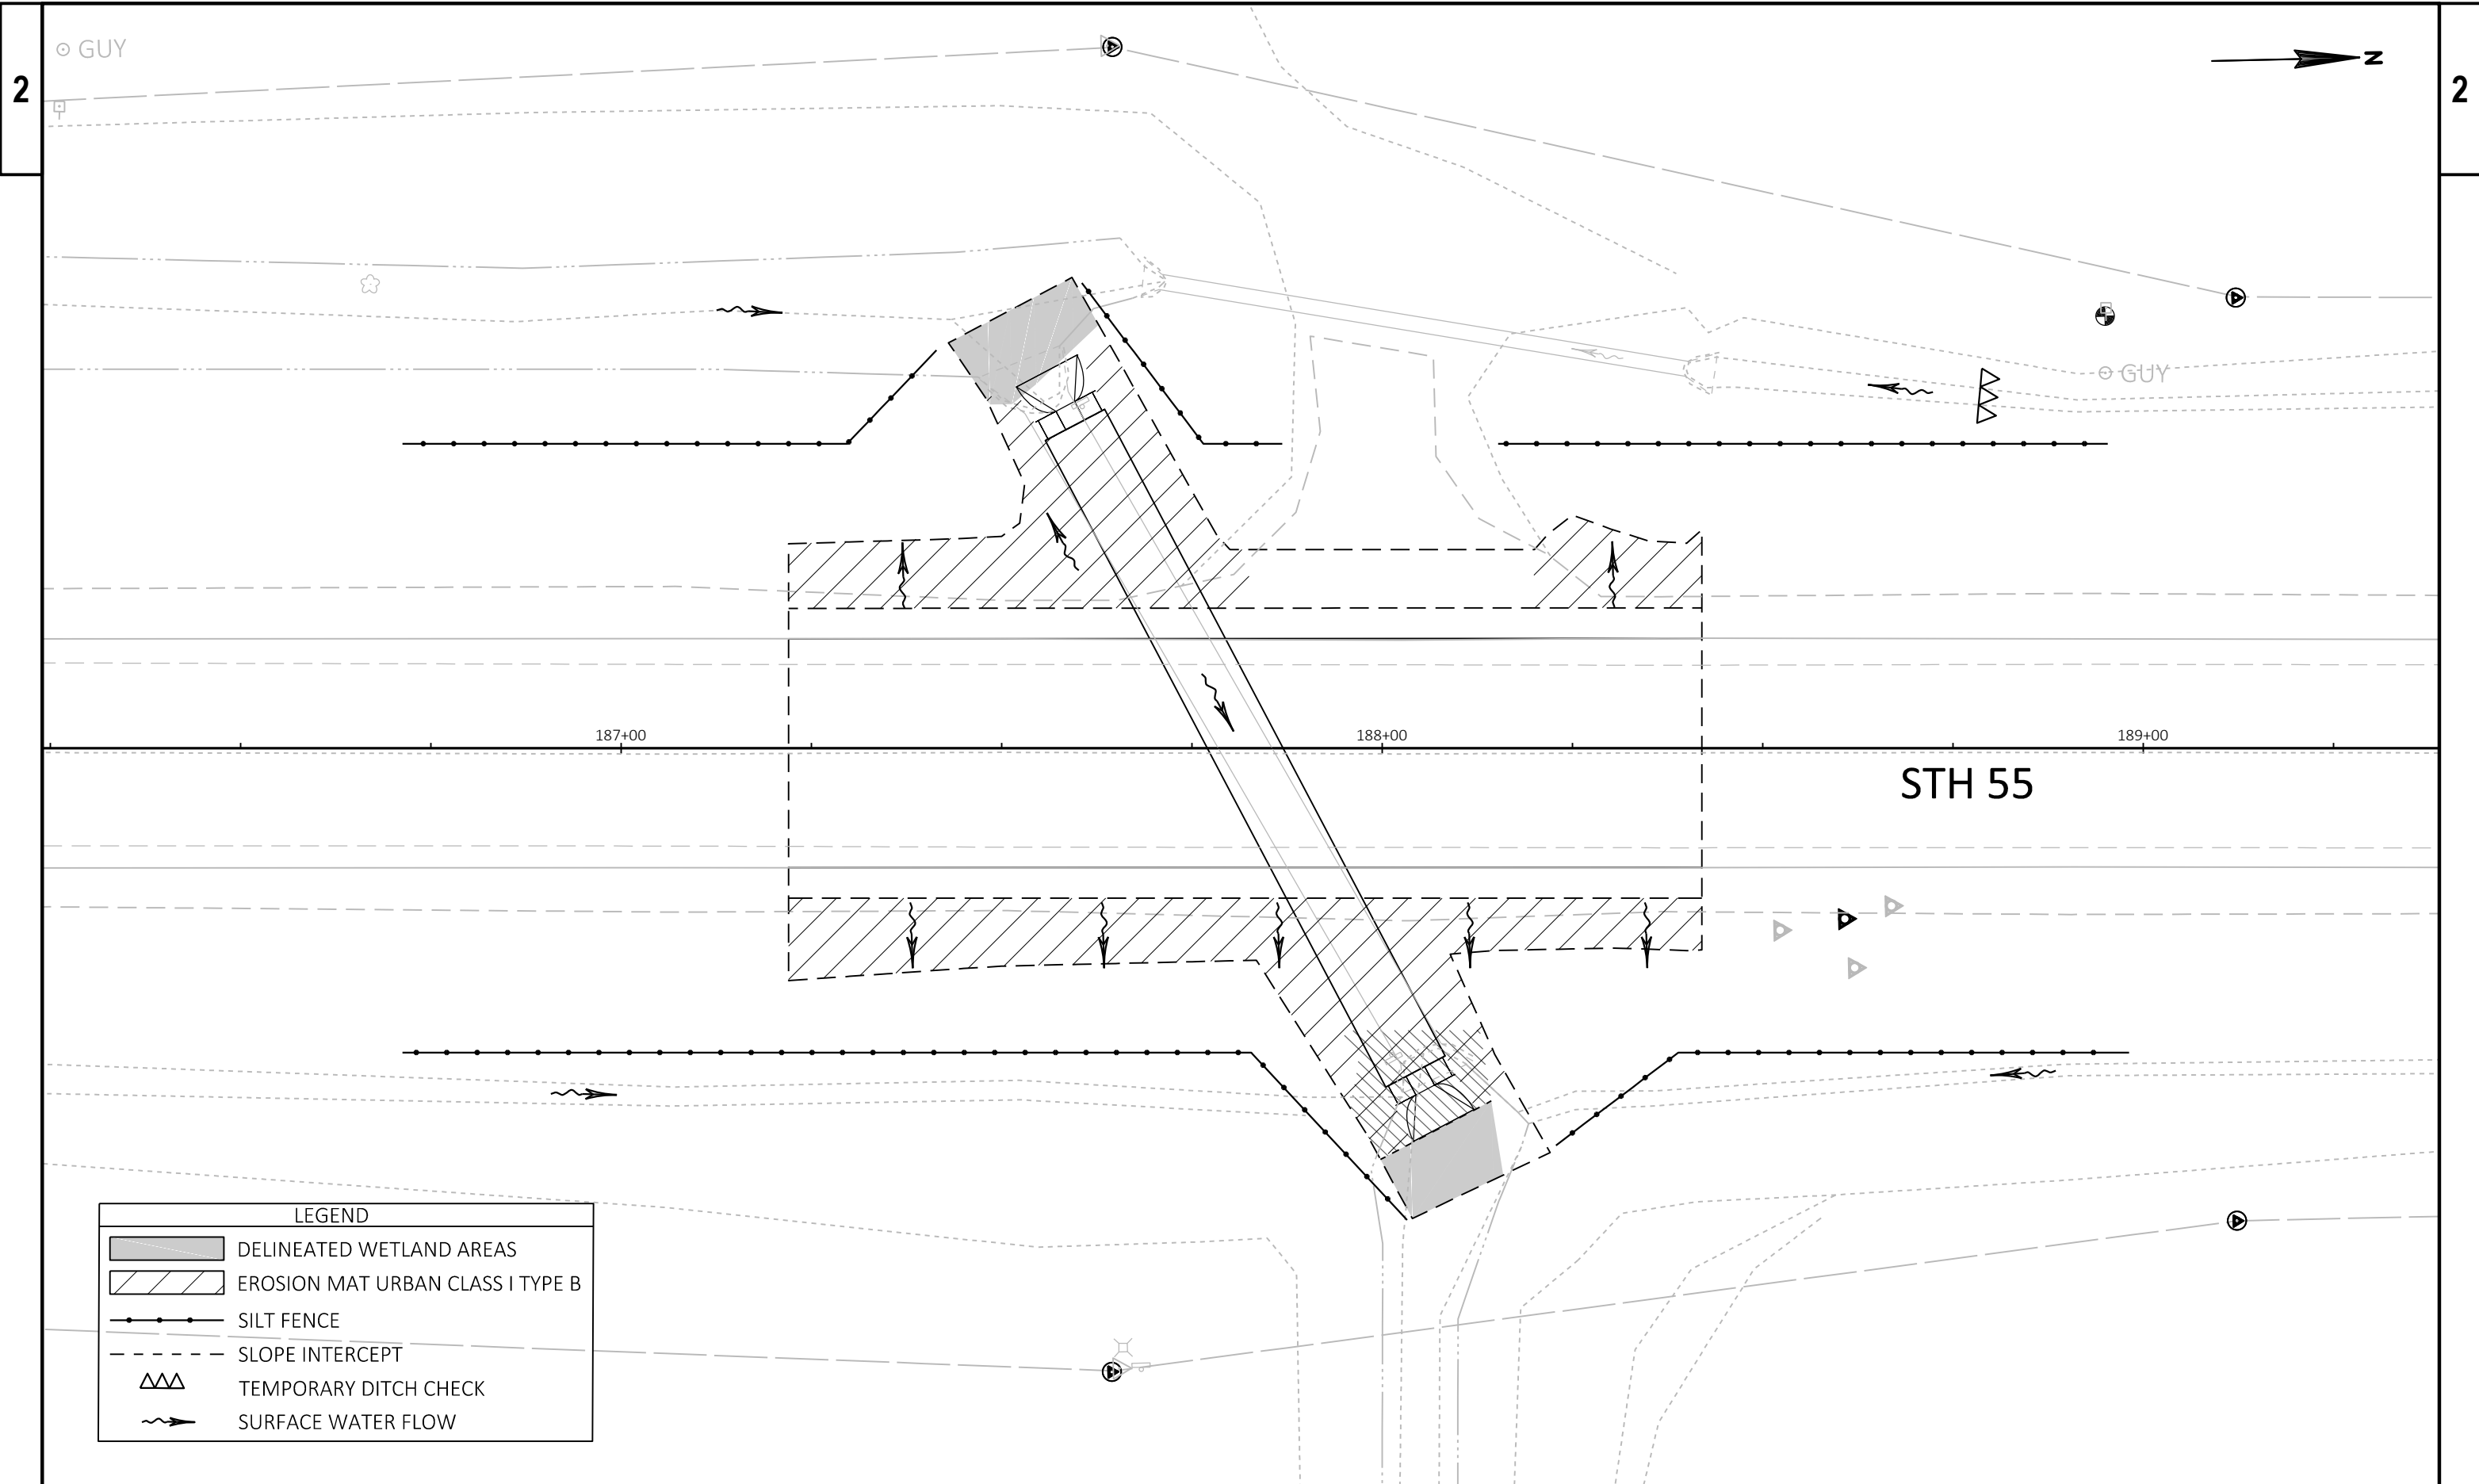 GUY
N
2
2
GUY
187+00
188+00
189+00
STH 55
LEGEND
DELINEATED WETLAND AREAS
EROSION MAT URBAN CLASS I TYPE B
SILT FENCE
SLOPE INTERCEPT
TEMPORARY DITCH CHECK
SURFACE WATER FLOW